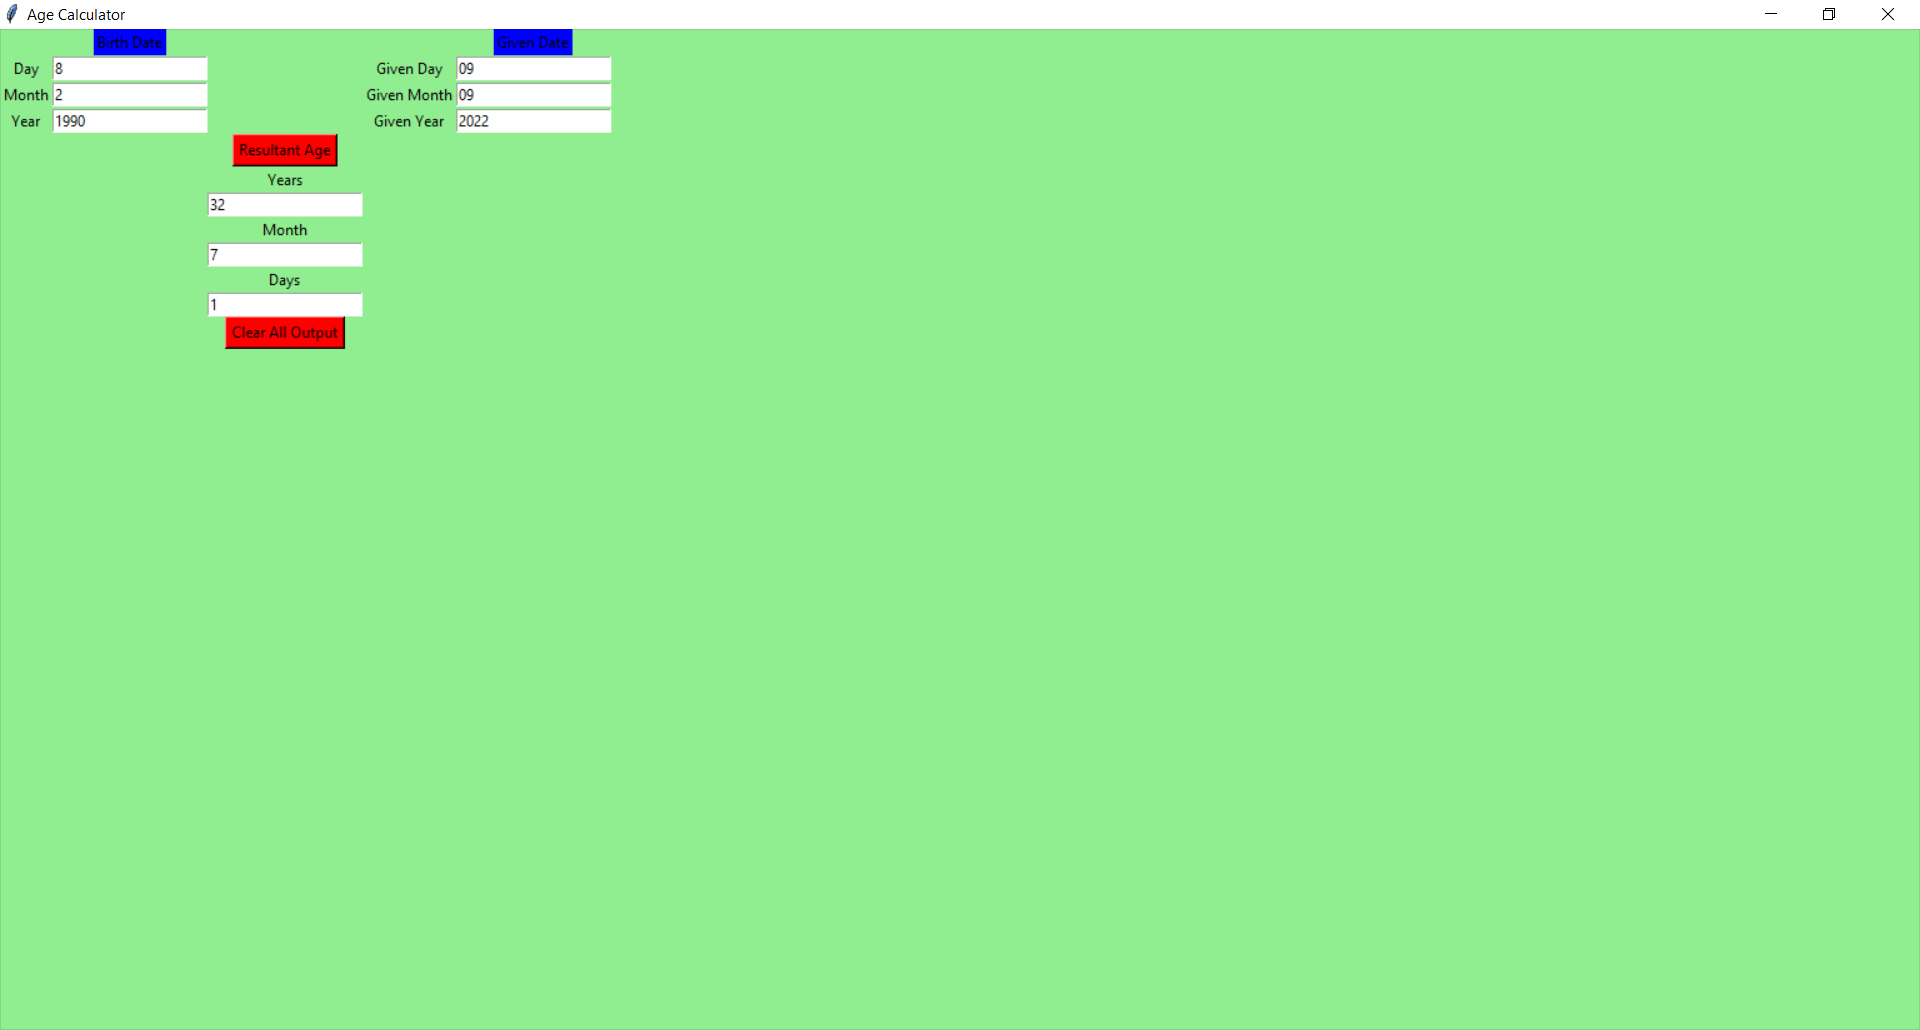 Age Calculator
Birth Date Given Date
Day 8 Given Day 09
Month 2 Given Month 09
Year 1990 Given Year 2022
Resultant Age
Years
32
Month
7
Days
1
Clear All Output